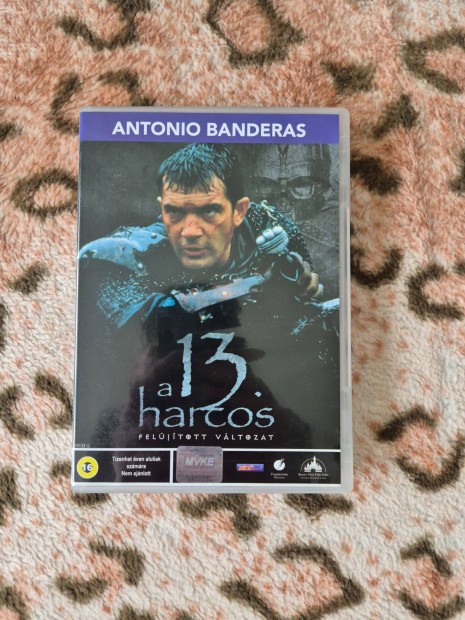 ANTONIO BANDERAS
a 13.
harcos
FELÚJÍTOTT VÁLTOZAT
16
Tizenhat éven aluliak
számára
Nem ajánlott
MVKE